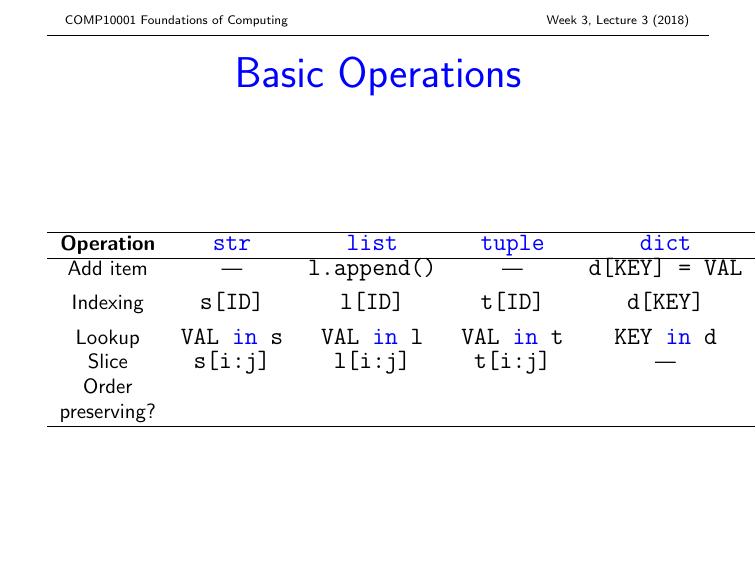 COMP10001 Foundations of Computing Week 3, Lecture 3 (2018)
Basic Operations
Operation str list tuple dict
Add item — l.append() — d[KEY] = VAL
Indexing s[ID] l[ID] t[ID] d[KEY]
Lookup VAL in s VAL in l VAL in t KEY in d
Slice s[i:j] l[i:j] t[i:j] —
Order
preserving?